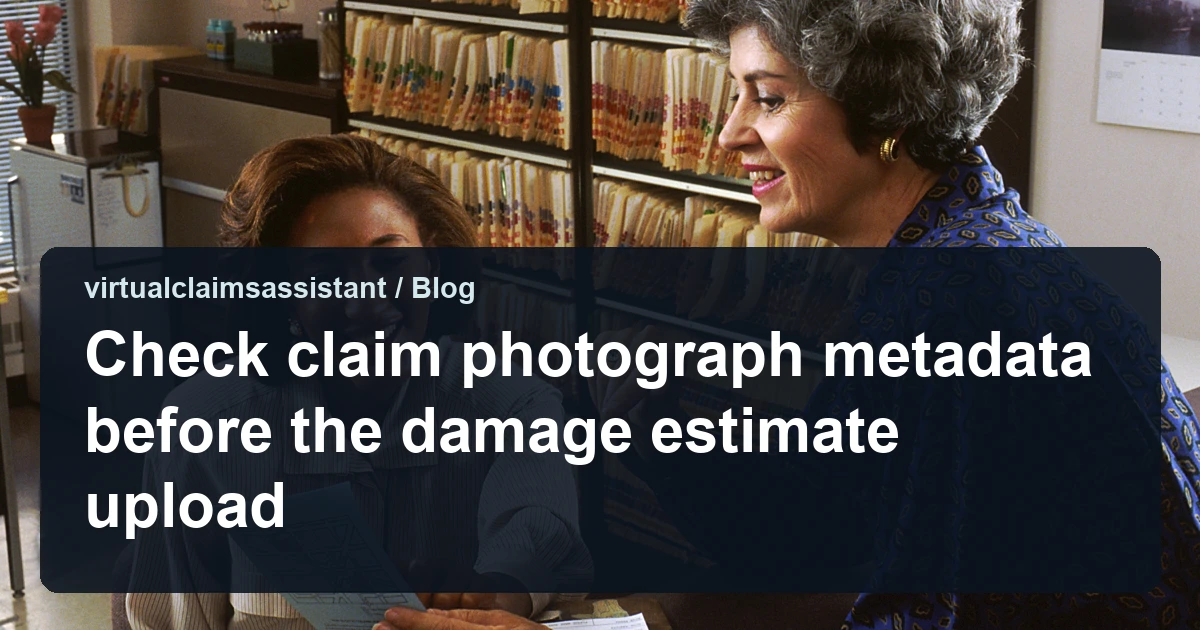 virtualclaimsassistant / Blog
Check claim photograph metadata
before the damage estimate
upload